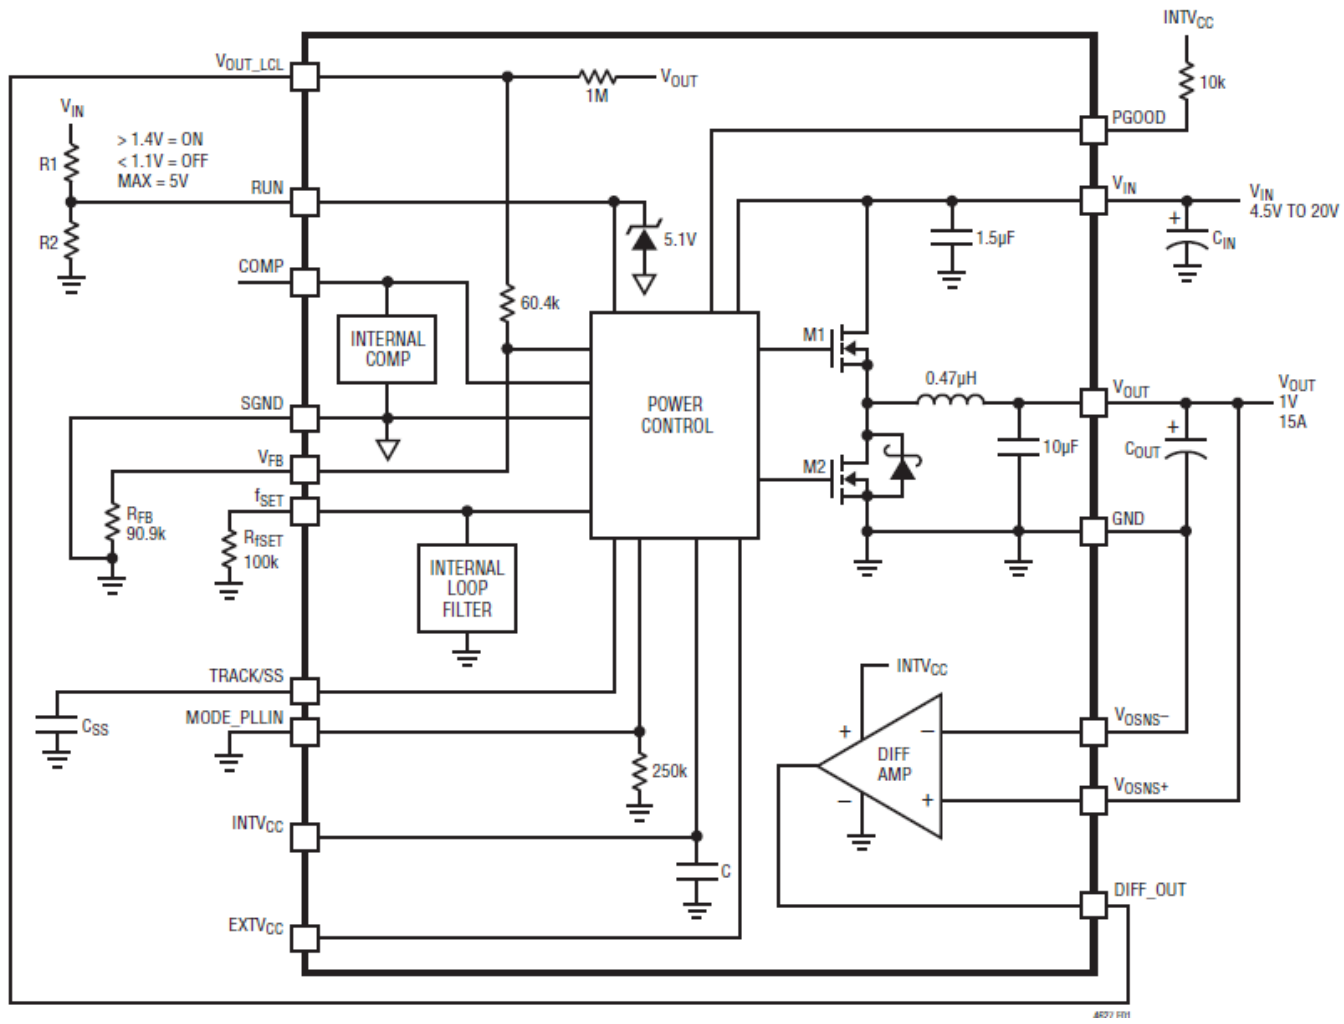 INTVCC
10k
VOUT_LCL
1M
VOUT
PGOOD
VIN
R1
> 1.4V = ON
< 1.1V = OFF
MAX = 5V
RUN
R2
5.1V
VIN
VIN
4.5V TO 20V
+
CIN
1.5µF
COMP
60.4k
INTERNAL
COMP
M1
0.47µH
VOUT
VOUT
1V
15A
POWER
CONTROL
SGND
VFB
fSET
10µF
+
COUT
M2
GND
RFB
90.9k
RfSET
100k
INTERNAL
LOOP
FILTER
TRACK/SS
CSS
MODE_PLLIN
250k
INTVCC
+
–
DIFF
AMP
–
+
VOSNS–
VOSNS+
INTVCC
C
DIFF_OUT
EXTVCC
4627 F01